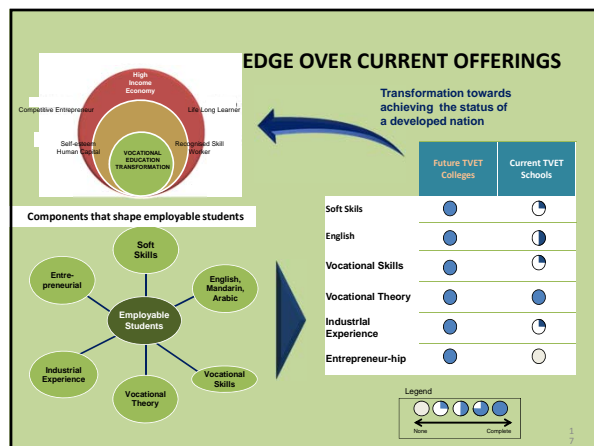 EDGE OVER CURRENT OFFERINGS
High
Income
Economy
Competitive Entrepreneur
Life Long Learner
Self-esteem
Human Capital
Recognised Skill
Worker
VOCATIONAL
EDUCATION
TRANSFORMATION
Transformation towards
achieving the status of
a developed nation
Components that shape employable students
Soft
Skills
Entre-
preneurial
English,
Mandarin,
Arabic
Employable
Students
Industrial
Experience
Vocational
Theory
Vocational
Skills
Future TVET
Colleges
Current TVET
Schools
Soft Skils
English
Vocational Skills
Vocational Theory
Industrlal
Experience
Entrepreneur-hip
Legend
None
Complete
1
7